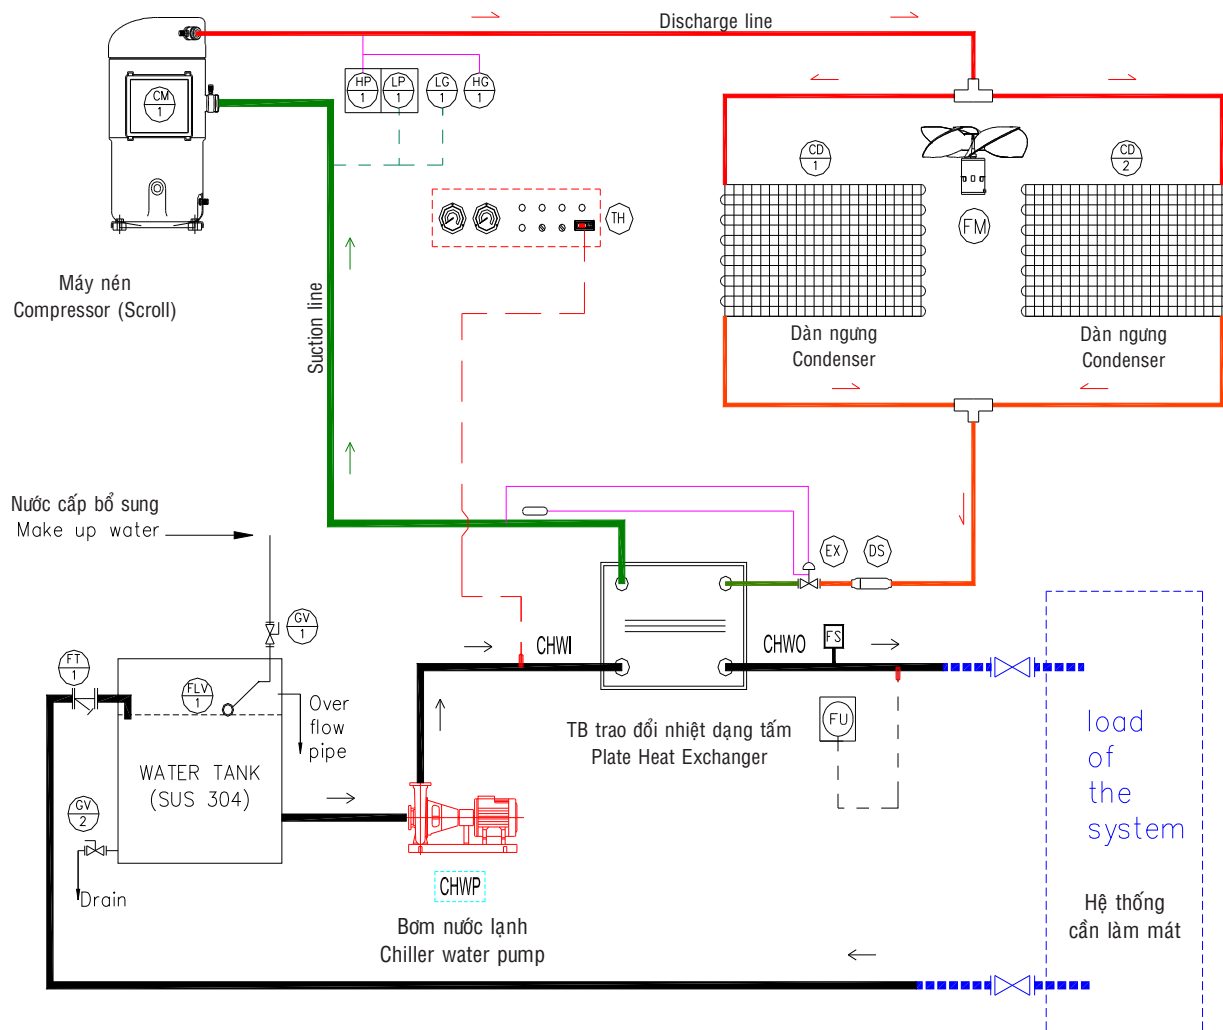 Discharge line
CM
1
HP
1
LP
1
LG
1
HG
1
CD
1
CD
2
TH
FM
Máy nén
Compressor (Scroll)
Suction line
Dàn ngưng
Condenser
Dàn ngưng
Condenser
Nước cấp bổ sung
Make up water
EX
DS
GV
1
FT
1
FLV
1
Over
flow
pipe
CHWI
CHWO
FS
FU
WATER TANK
(SUS 304)
GV
2
Drain
TB trao đổi nhiệt dạng tấm
Plate Heat Exchanger
load
of
the
system
CHWP
Bơm nước lạnh
Chiller water pump
Hệ thống
cần làm mát